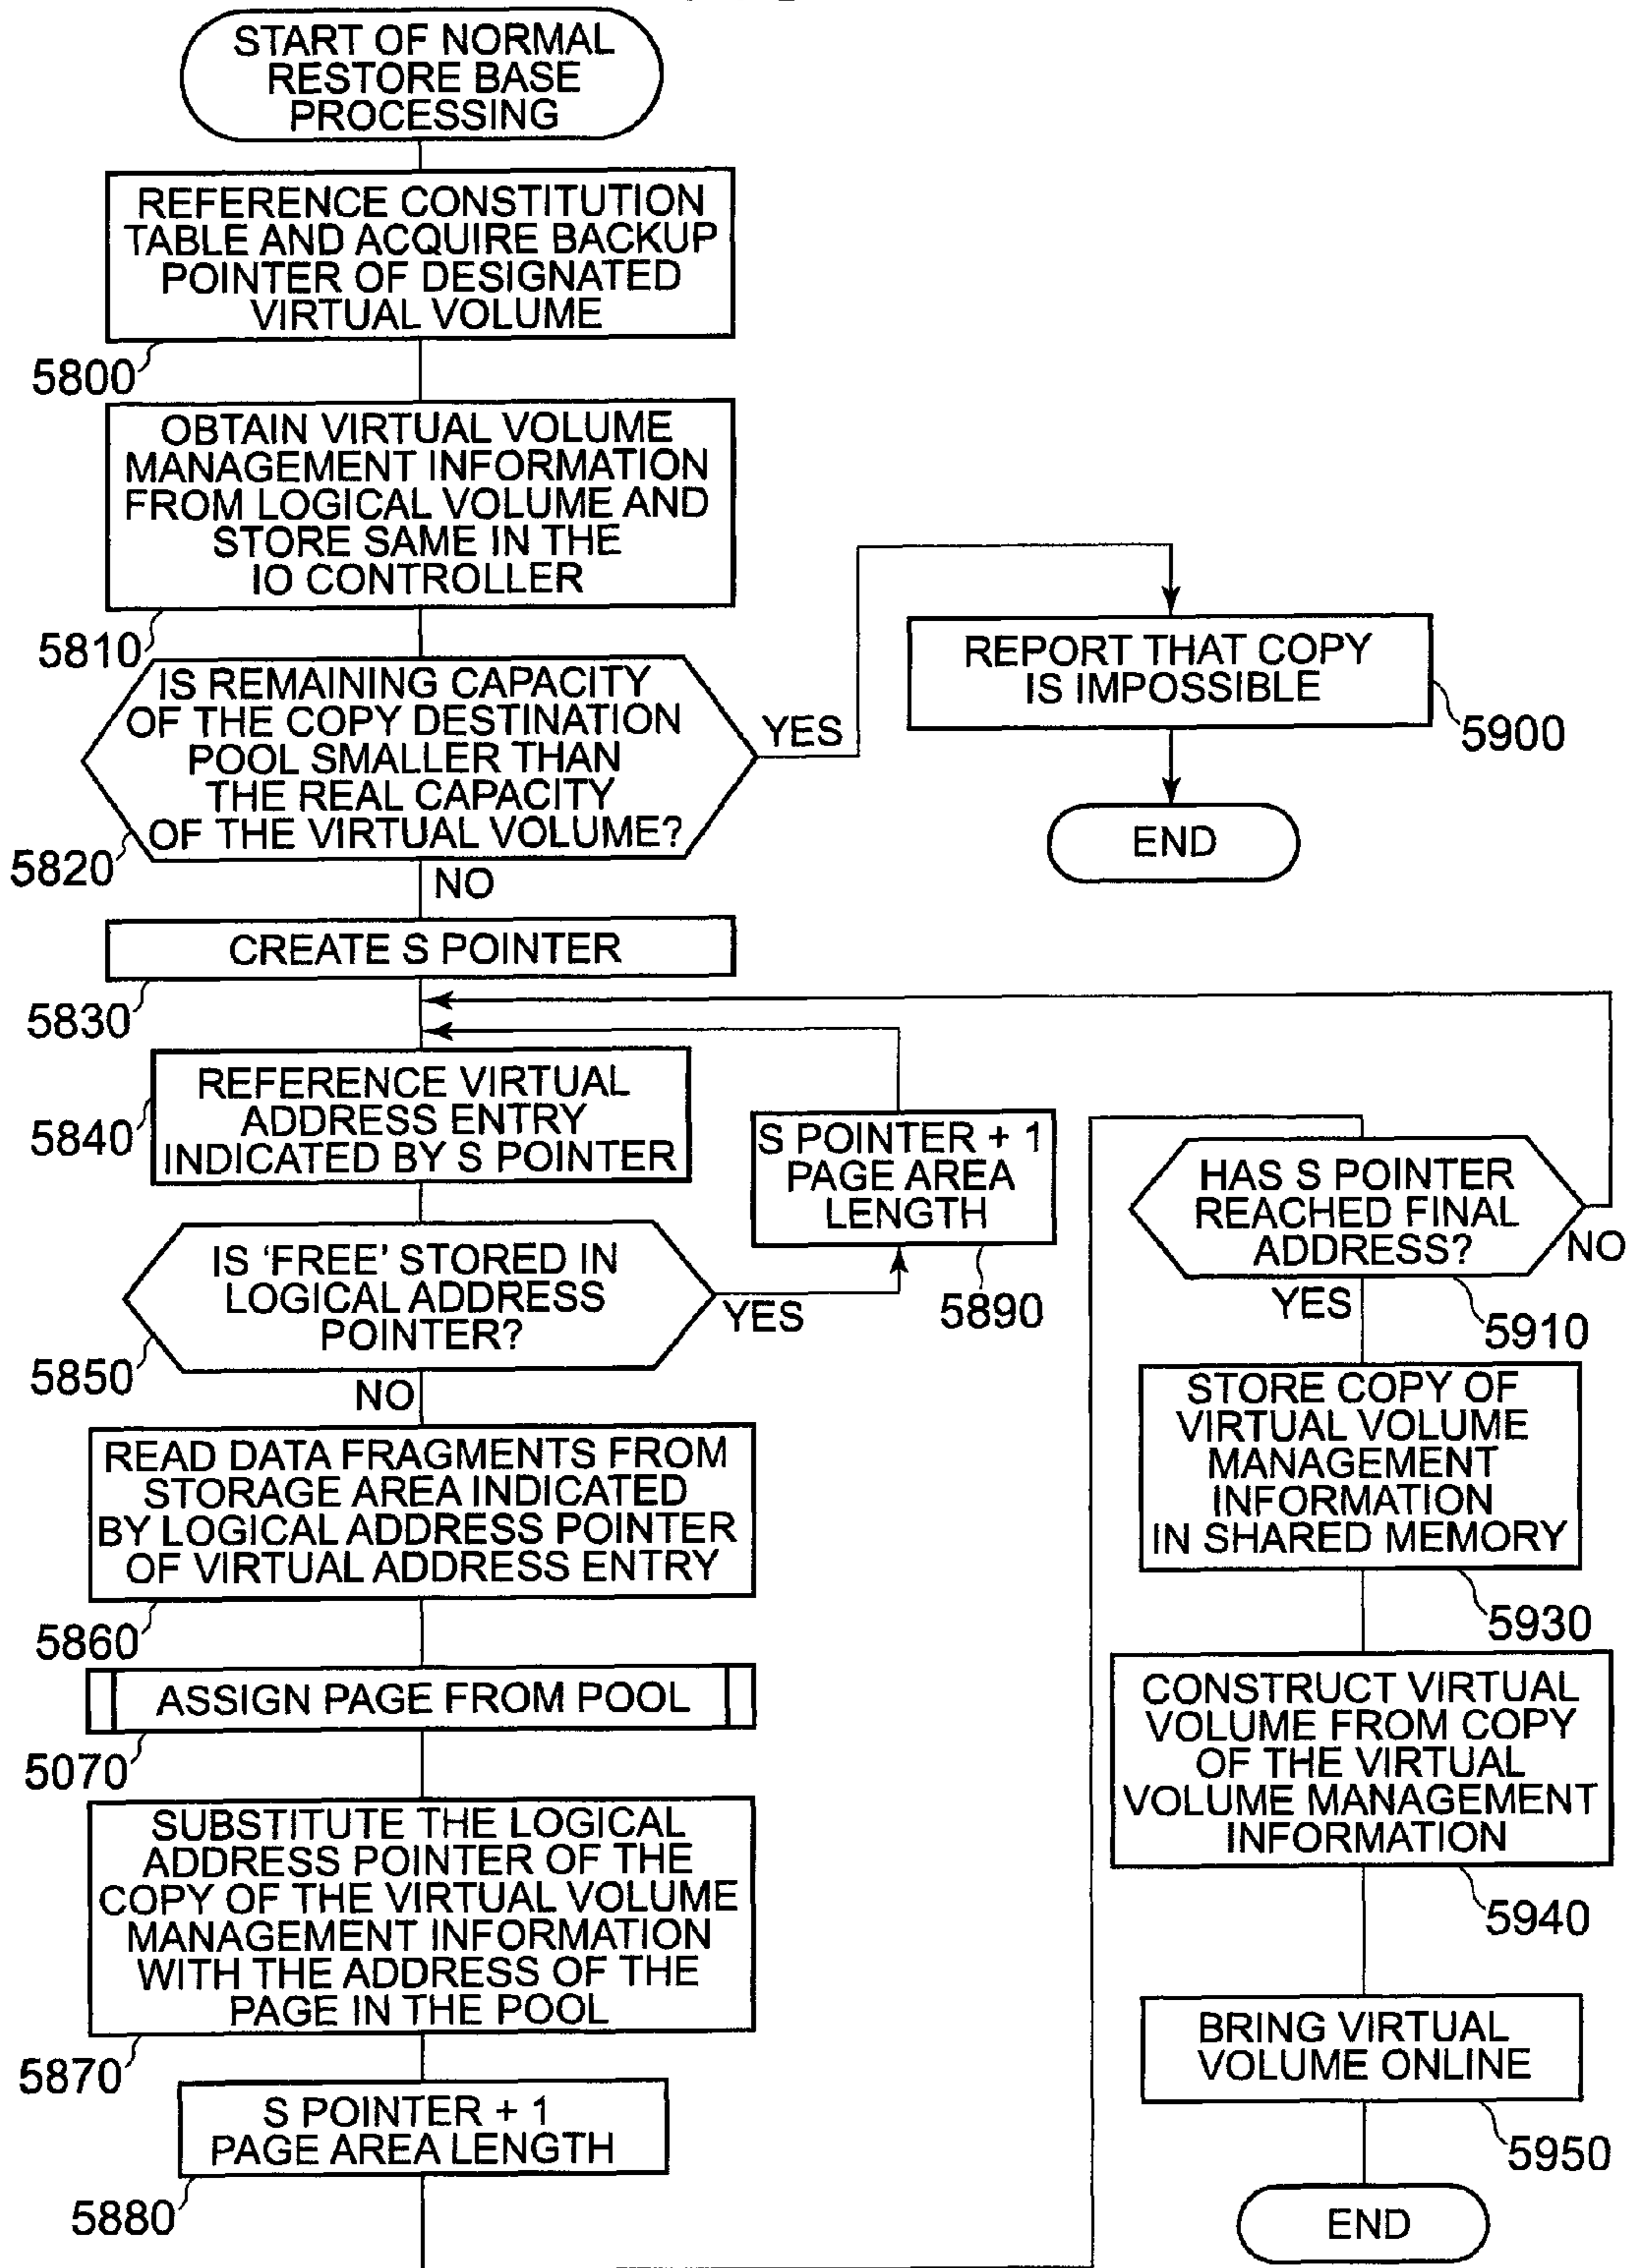 START OF NORMAL
RESTORE BASE
PROCESSING
REFERENCE CONSTITUTION
TABLE AND ACQUIRE BACKUP
POINTER OF DESIGNATED
VIRTUAL VOLUME
5800
OBTAIN VIRTUAL VOLUME
MANAGEMENT INFORMATION
FROM LOGICAL VOLUME AND
STORE SAME IN THE
IO CONTROLLER
5810
IS REMAINING CAPACITY
OF THE COPY DESTINATION
POOL SMALLER THAN
THE REAL CAPACITY
OF THE VIRTUAL VOLUME?
5820
YES
NO
REPORT THAT COPY
IS IMPOSSIBLE
5900
END
CREATE S POINTER
5830
REFERENCE VIRTUAL
ADDRESS ENTRY
INDICATED BY S POINTER
5840
IS 'FREE' STORED IN
LOGICAL ADDRESS
POINTER?
5850
YES
NO
S POINTER + 1
PAGE AREA
LENGTH
5890
READ DATA FRAGMENTS FROM
STORAGE AREA INDICATED
BY LOGICAL ADDRESS POINTER
OF VIRTUAL ADDRESS ENTRY
5860
ASSIGN PAGE FROM POOL
5070
SUBSTITUTE THE LOGICAL
ADDRESS POINTER OF THE
COPY OF THE VIRTUAL VOLUME
MANAGEMENT INFORMATION
WITH THE ADDRESS OF THE
PAGE IN THE POOL
5870
S POINTER + 1
PAGE AREA LENGTH
5880
HAS S POINTER
REACHED FINAL
ADDRESS?
NO
YES
5910
STORE COPY OF
VIRTUAL VOLUME
MANAGEMENT
INFORMATION
IN SHARED MEMORY
5930
CONSTRUCT VIRTUAL
VOLUME FROM COPY
OF THE VIRTUAL
VOLUME MANAGEMENT
INFORMATION
5940
BRING VIRTUAL
VOLUME ONLINE
5950
END